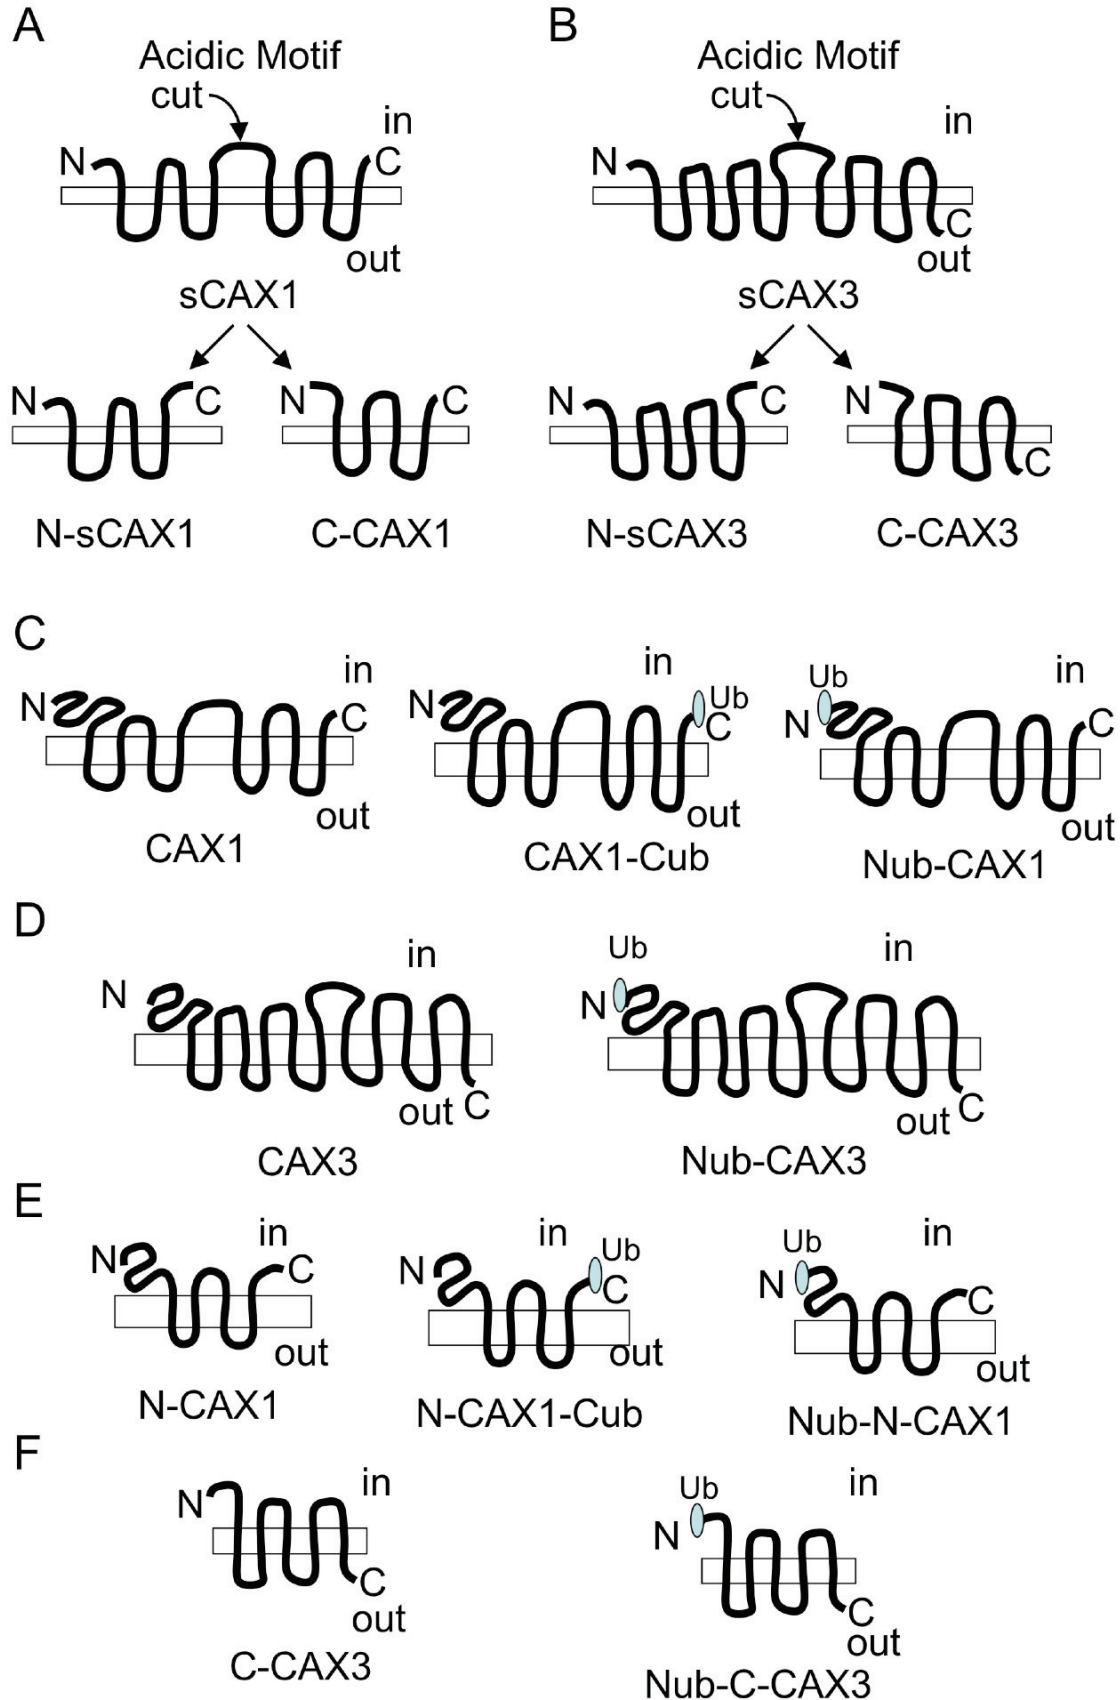 A
B
Acidic Motif
cut
in
N
C
out
sCAX1
Acidic Motif
cut
in
N
C
out
sCAX3
N
C
N-sCAX1
N
C
C-CAX1
N
C
N-sCAX3
N
C
C-CAX3
C
N
in
C
out
CAX1
N
in
Ub
C
out
CAX1-Cub
Ub
N
in
C
out
Nub-CAX1
D
N
in
out C
CAX3
Ub
N
in
out C
Nub-CAX3
E
N
in
C
out
N-CAX1
N
in
Ub
C
out
N-CAX1-Cub
Ub
N
in
C
out
Nub-N-CAX1
F
N
in
C
out
C-CAX3
Ub
N
in
C
out
Nub-C-CAX3